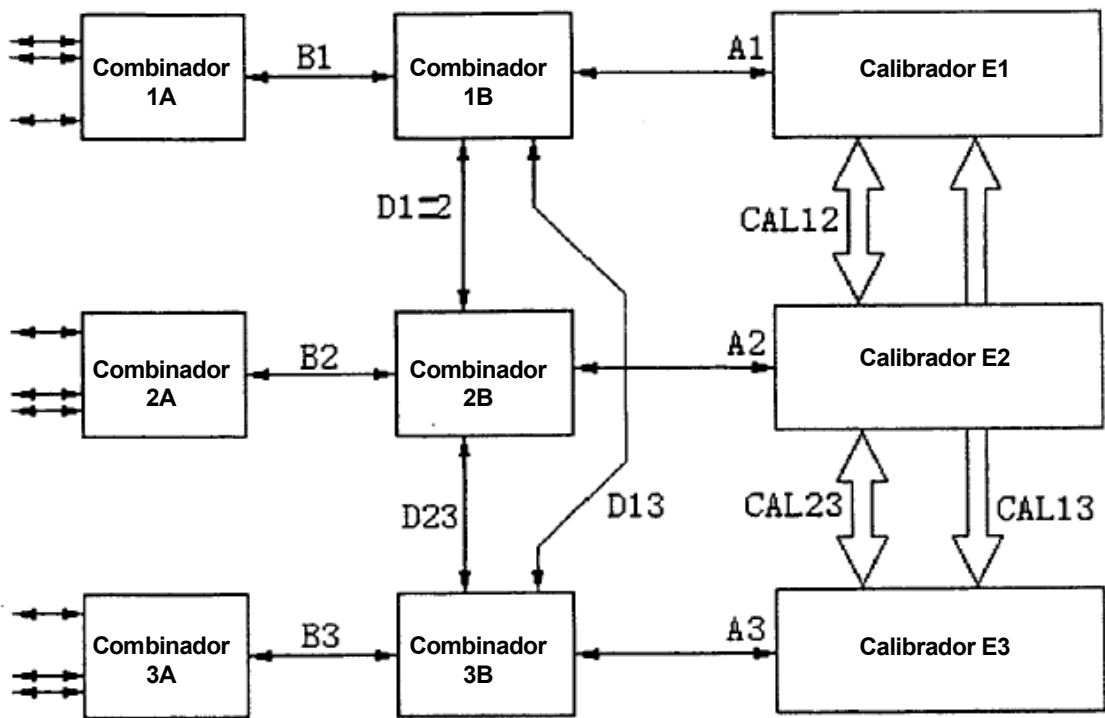 Combinador
1A
B1
Combinador
1B
A1
Calibrador E1
D1=2
CAL12
Combinador
2A
B2
Combinador
2B
A2
Calibrador E2
D23
D13
CAL23
CAL13
Combinador
3A
B3
Combinador
3B
A3
Calibrador E3